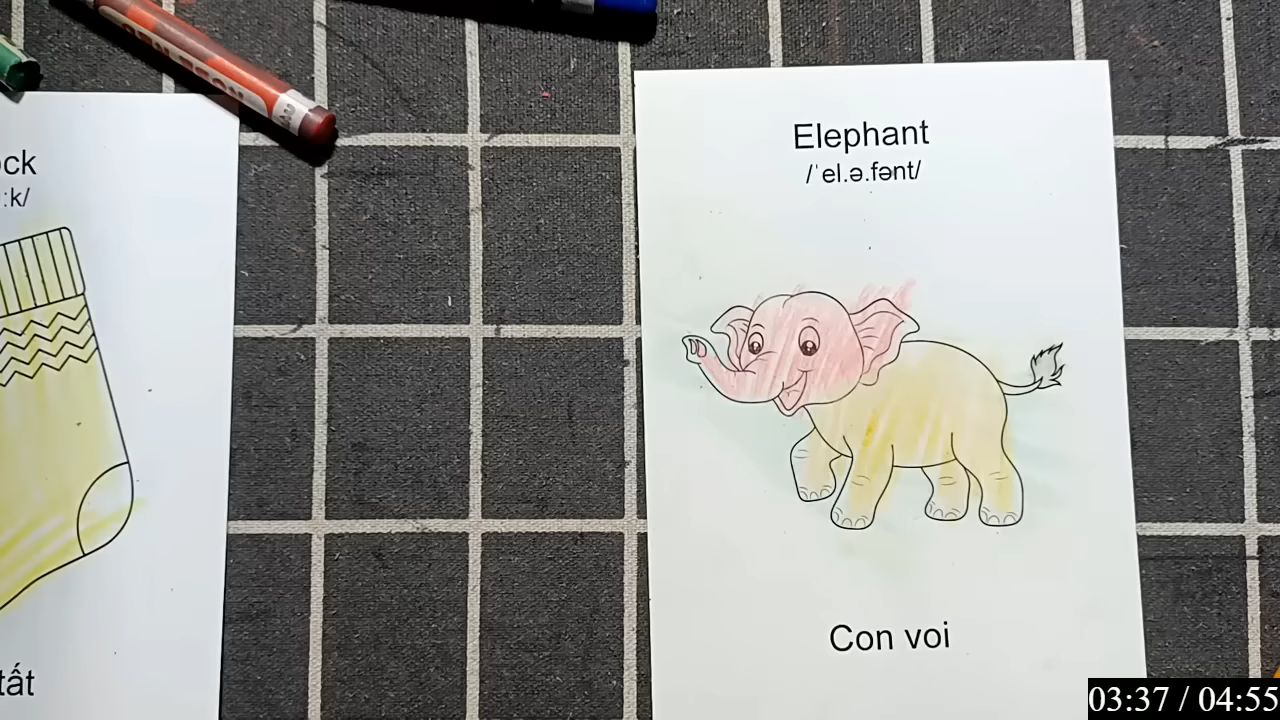 ock
:k/
tất
Elephant
/ˈel.ə.fənt/
Con voi
03:37 / 04:55